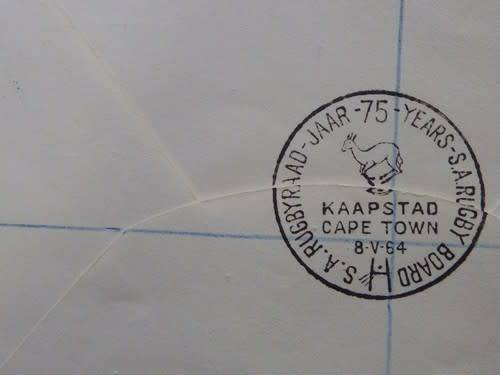 S.A.RUGBYRAAD-JAAR-75-YEARS-S.A.RUGBY BOARD
KAAPSTAD
CAPE TOWN
8·V·64